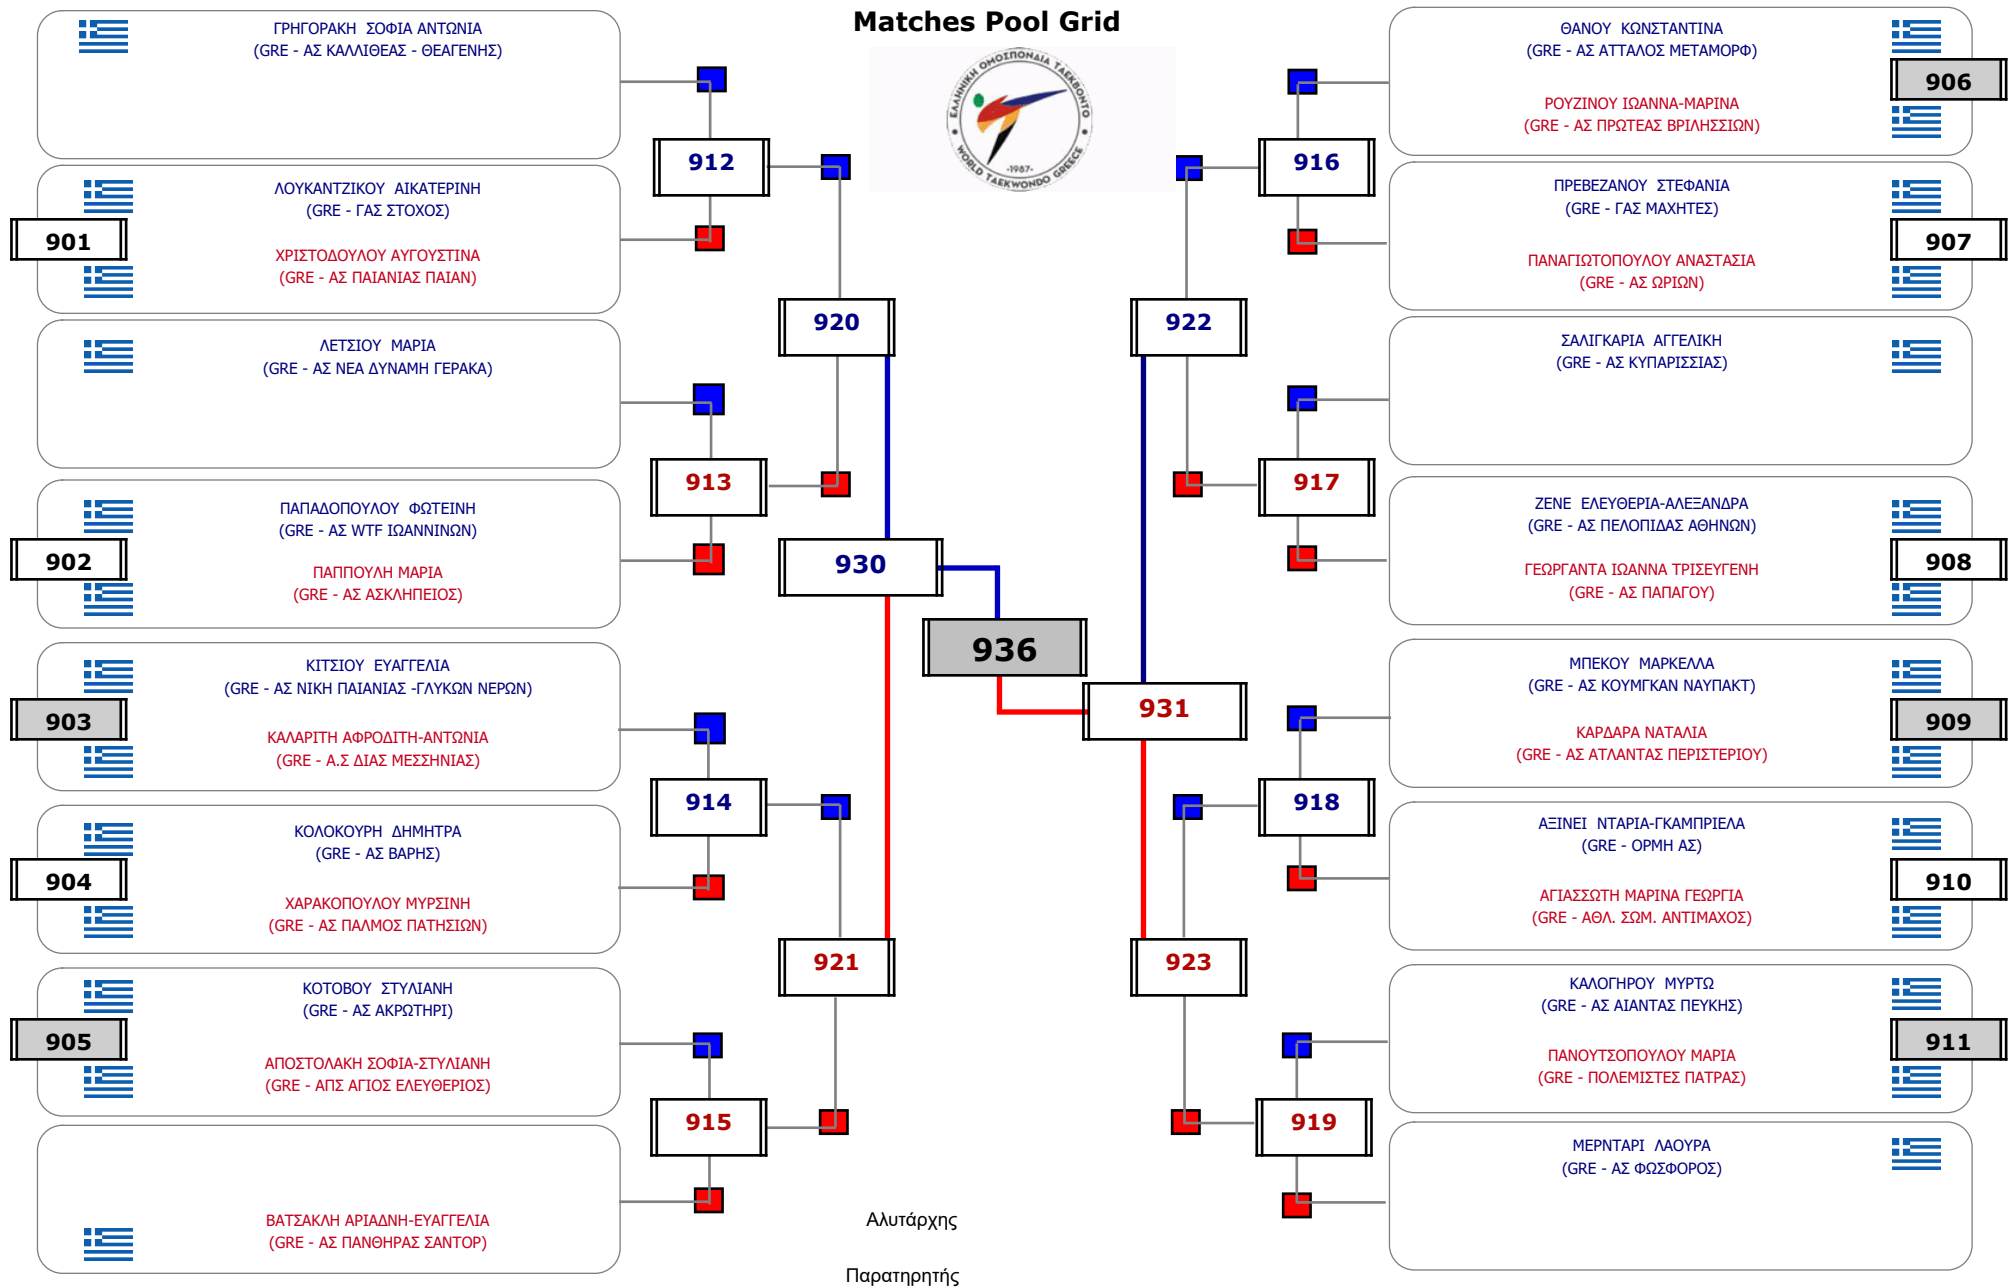 Matches Pool Grid
ΕΛΛΗΝΙΚΗ ΟΜΟΣΠΟΝΔΙΑ ΤΑΕΚΒΟΝΤΟ
-1987-
WORLD TAEKWONDO GREECE
ΓΡΗΓΟΡΑΚΗ ΣΟΦΙΑ ΑΝΤΩΝΙΑ
(GRE - ΑΣ ΚΑΛΛΙΘΕΑΣ - ΘΕΑΓΕΝΗΣ)
ΛΟΥΚΑΝΤΖΙΚΟΥ ΑΙΚΑΤΕΡΙΝΗ
(GRE - ΓΑΣ ΣΤΟΧΟΣ)
901
ΧΡΙΣΤΟΔΟΥΛΟΥ ΑΥΓΟΥΣΤΙΝΑ
(GRE - ΑΣ ΠΑΙΑΝΙΑΣ ΠΑΙΑΝ)
ΛΕΤΣΙΟΥ ΜΑΡΙΑ
(GRE - ΑΣ ΝΕΑ ΔΥΝΑΜΗ ΓΕΡΑΚΑ)
ΠΑΠΑΔΟΠΟΥΛΟΥ ΦΩΤΕΙΝΗ
(GRE - ΑΣ WTF ΙΩΑΝΝΙΝΩΝ)
902
ΠΑΠΠΟΥΛΗ ΜΑΡΙΑ
(GRE - ΑΣ ΑΣΚΛΗΠΕΙΟΣ)
ΚΙΤΣΙΟΥ ΕΥΑΓΓΕΛΙΑ
(GRE - ΑΣ ΝΙΚΗ ΠΑΙΑΝΙΑΣ -ΓΛΥΚΩΝ ΝΕΡΩΝ)
903
ΚΑΛΑΡΙΤΗ ΑΦΡΟΔΙΤΗ-ΑΝΤΩΝΙΑ
(GRE - Α.Σ ΔΙΑΣ ΜΕΣΣΗΝΙΑΣ)
ΚΟΛΟΚΟΥΡΗ ΔΗΜΗΤΡΑ
(GRE - ΑΣ ΒΑΡΗΣ)
904
ΧΑΡΑΚΟΠΟΥΛΟΥ ΜΥΡΣΙΝΗ
(GRE - ΑΣ ΠΑΛΜΟΣ ΠΑΤΗΣΙΩΝ)
ΚΟΤΟΒΟΥ ΣΤΥΛΙΑΝΗ
(GRE - ΑΣ ΑΚΡΩΤΗΡΙ)
905
ΑΠΟΣΤΟΛΑΚΗ ΣΟΦΙΑ-ΣΤΥΛΙΑΝΗ
(GRE - ΑΠΣ ΑΓΙΟΣ ΕΛΕΥΘΕΡΙΟΣ)
ΒΑΤΣΑΚΛΗ ΑΡΙΑΔΝΗ-ΕΥΑΓΓΕΛΙΑ
(GRE - ΑΣ ΠΑΝΘΗΡΑΣ ΣΑΝΤΟΡ)
912
913
914
915
920
921
930
936
931
922
923
916
917
918
919
ΘΑΝΟΥ ΚΩΝΣΤΑΝΤΙΝΑ
(GRE - ΑΣ ΑΤΤΑΛΟΣ ΜΕΤΑΜΟΡΦ)
906
ΡΟΥΖΙΝΟΥ ΙΩΑΝΝΑ-ΜΑΡΙΝΑ
(GRE - ΑΣ ΠΡΩΤΕΑΣ ΒΡΙΛΗΣΣΙΩΝ)
ΠΡΕΒΕΖΑΝΟΥ ΣΤΕΦΑΝΙΑ
(GRE - ΓΑΣ ΜΑΧΗΤΕΣ)
907
ΠΑΝΑΓΙΩΤΟΠΟΥΛΟΥ ΑΝΑΣΤΑΣΙΑ
(GRE - ΑΣ ΩΡΙΩΝ)
ΣΑΛΙΓΚΑΡΙΑ ΑΓΓΕΛΙΚΗ
(GRE - ΑΣ ΚΥΠΑΡΙΣΣΙΑΣ)
ΖΕΝΕ ΕΛΕΥΘΕΡΙΑ-ΑΛΕΞΑΝΔΡΑ
(GRE - ΑΣ ΠΕΛΟΠΙΔΑΣ ΑΘΗΝΩΝ)
908
ΓΕΩΡΓΑΝΤΑ ΙΩΑΝΝΑ ΤΡΙΣΕΥΓΕΝΗ
(GRE - ΑΣ ΠΑΠΑΓΟΥ)
ΜΠΕΚΟΥ ΜΑΡΚΕΛΛΑ
(GRE - ΑΣ ΚΟΥΜΓΚΑΝ ΝΑΥΠΑΚΤ)
909
ΚΑΡΔΑΡΑ ΝΑΤΑΛΙΑ
(GRE - ΑΣ ΑΤΛΑΝΤΑΣ ΠΕΡΙΣΤΕΡΙΟΥ)
ΑΞΙΝΕΙ ΝΤΑΡΙΑ-ΓΚΑΜΠΡΙΕΛΑ
(GRE - ΟΡΜΗ ΑΣ)
910
ΑΓΙΑΣΣΩΤΗ ΜΑΡΙΝΑ ΓΕΩΡΓΙΑ
(GRE - ΑΘΛ. ΣΩΜ. ΑΝΤΙΜΑΧΟΣ)
ΚΑΛΟΓΗΡΟΥ ΜΥΡΤΩ
(GRE - ΑΣ ΑΙΑΝΤΑΣ ΠΕΥΚΗΣ)
911
ΠΑΝΟΥΤΣΟΠΟΥΛΟΥ ΜΑΡΙΑ
(GRE - ΠΟΛΕΜΙΣΤΕΣ ΠΑΤΡΑΣ)
ΜΕΡΝΤΑΡΙ ΛΑΟΥΡΑ
(GRE - ΑΣ ΦΩΣΦΟΡΟΣ)
Αλυτάρχης
Παρατηρητής